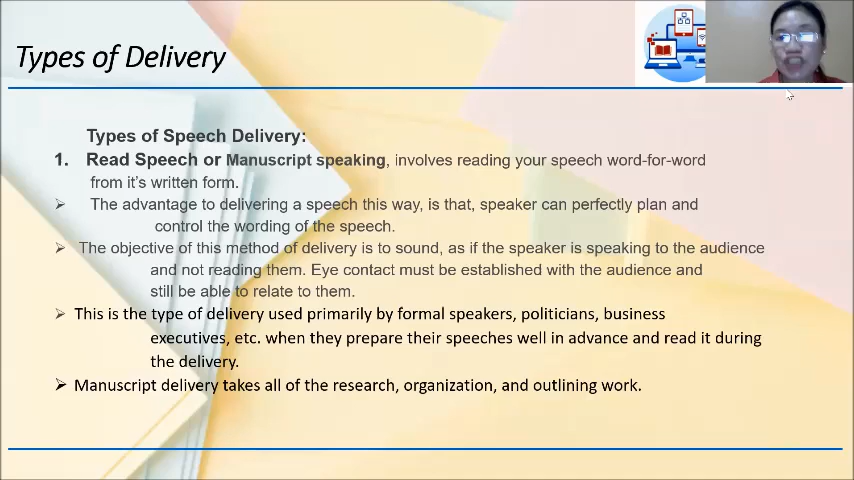 Types of Delivery
Types of Speech Delivery:
1. Read Speech or Manuscript speaking, involves reading your speech word-for-word
from it's written form.
➢ The advantage to delivering a speech this way, is that, speaker can perfectly plan and
control the wording of the speech.
➢ The objective of this method of delivery is to sound, as if the speaker is speaking to the audience
and not reading them. Eye contact must be established with the audience and
still be able to relate to them.
➢ This is the type of delivery used primarily by formal speakers, politicians, business
executives, etc. when they prepare their speeches well in advance and read it during
the delivery.
➢ Manuscript delivery takes all of the research, organization, and outlining work.